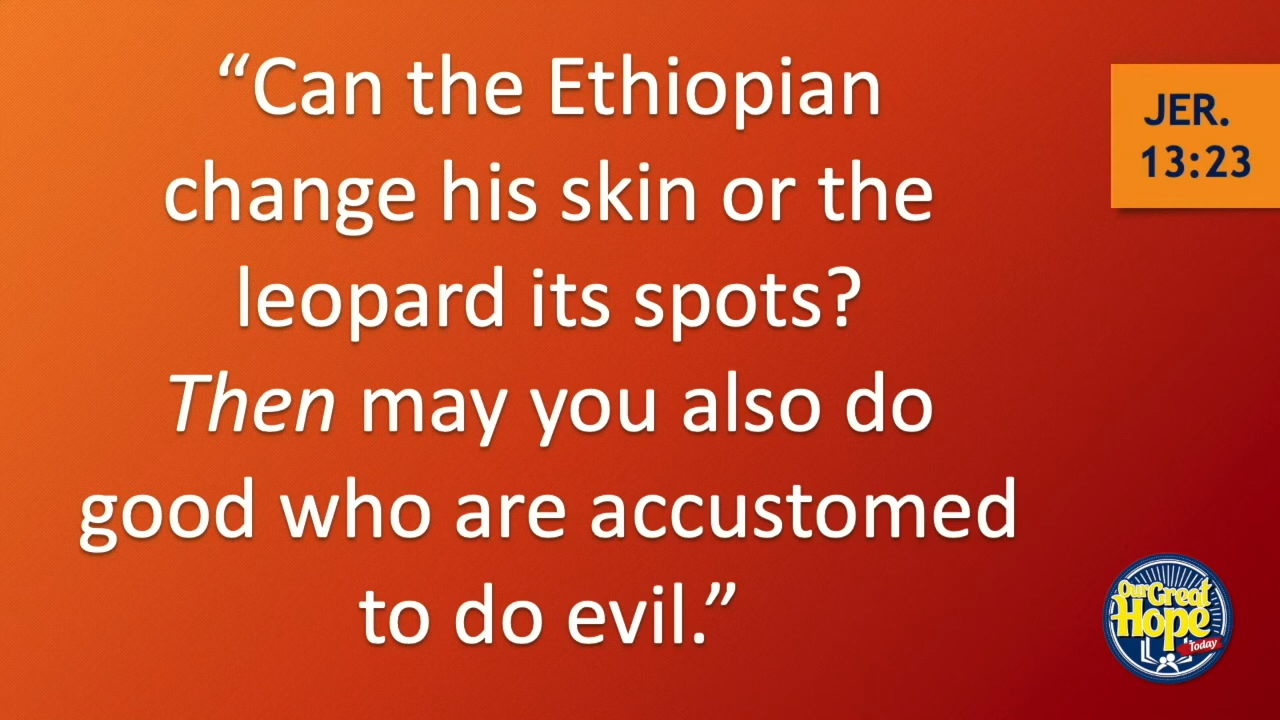 “Can the Ethiopian
change his skin or the
leopard its spots?
Then may you also do
good who are accustomed
to do evil.”
JER.
13:23
Our Great
Hope
Today